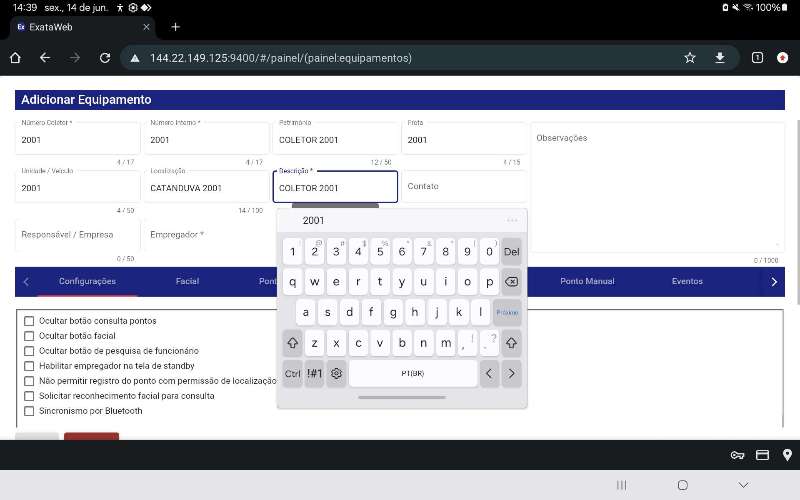 14:39 sex., 14 de jun. 100%
ExataWeb
144.22.149.125:9400/#/painel/(painel:equipamentos)
1
Adicionar Equipamento
Número Coletor * Número Interno * Patrimônio Frota
2001 2001 COLETOR 2001 2001 Observações
4 / 17 4 / 17 12 / 50 4 / 15
Unidade / Veículo Localização Descrição *
2001 CATANDUVA 2001 COLETOR 2001 Contato
4 / 50 14 / 100
Responsável / Empresa Empregador *
0 / 50 0 / 1000
2001 ...
1 2 3 4 5 6 7 8 9 0 Del
q w e r t y u i o p
a s d f g h j k l Próximo
z x c v b n m , ! . ?
Ctrl !#1 PT(BR) < >
Configurações Facial Pont Ponto Manual Eventos
Ocultar botão consulta pontos
Ocultar botão facial
Ocultar botão de pesquisa de funcionário
Habilitar empregador na tela de standby
Não permitir registro do ponto com permissão de localização
Solicitar reconhecimento facial para consulta
Sincronismo por Bluetooth